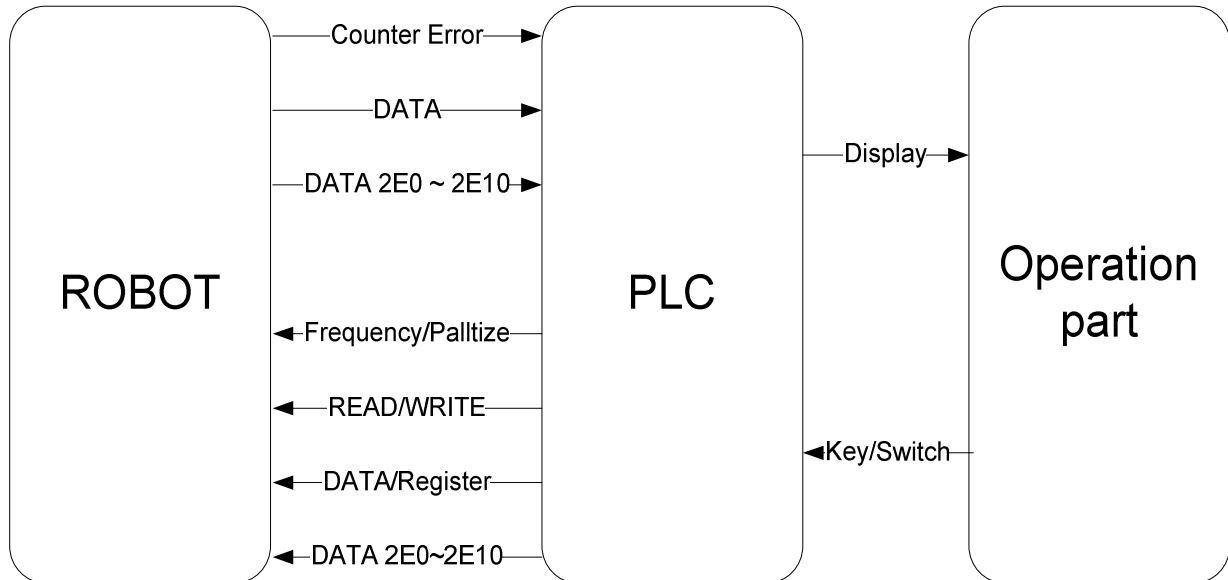 Counter Error
DATA
Display
DATA 2E0 ~ 2E10
ROBOT
PLC
Operation
part
Frequency/Palltize
READ/WRITE
Key/Switch
DATA/Register
DATA 2E0~2E10